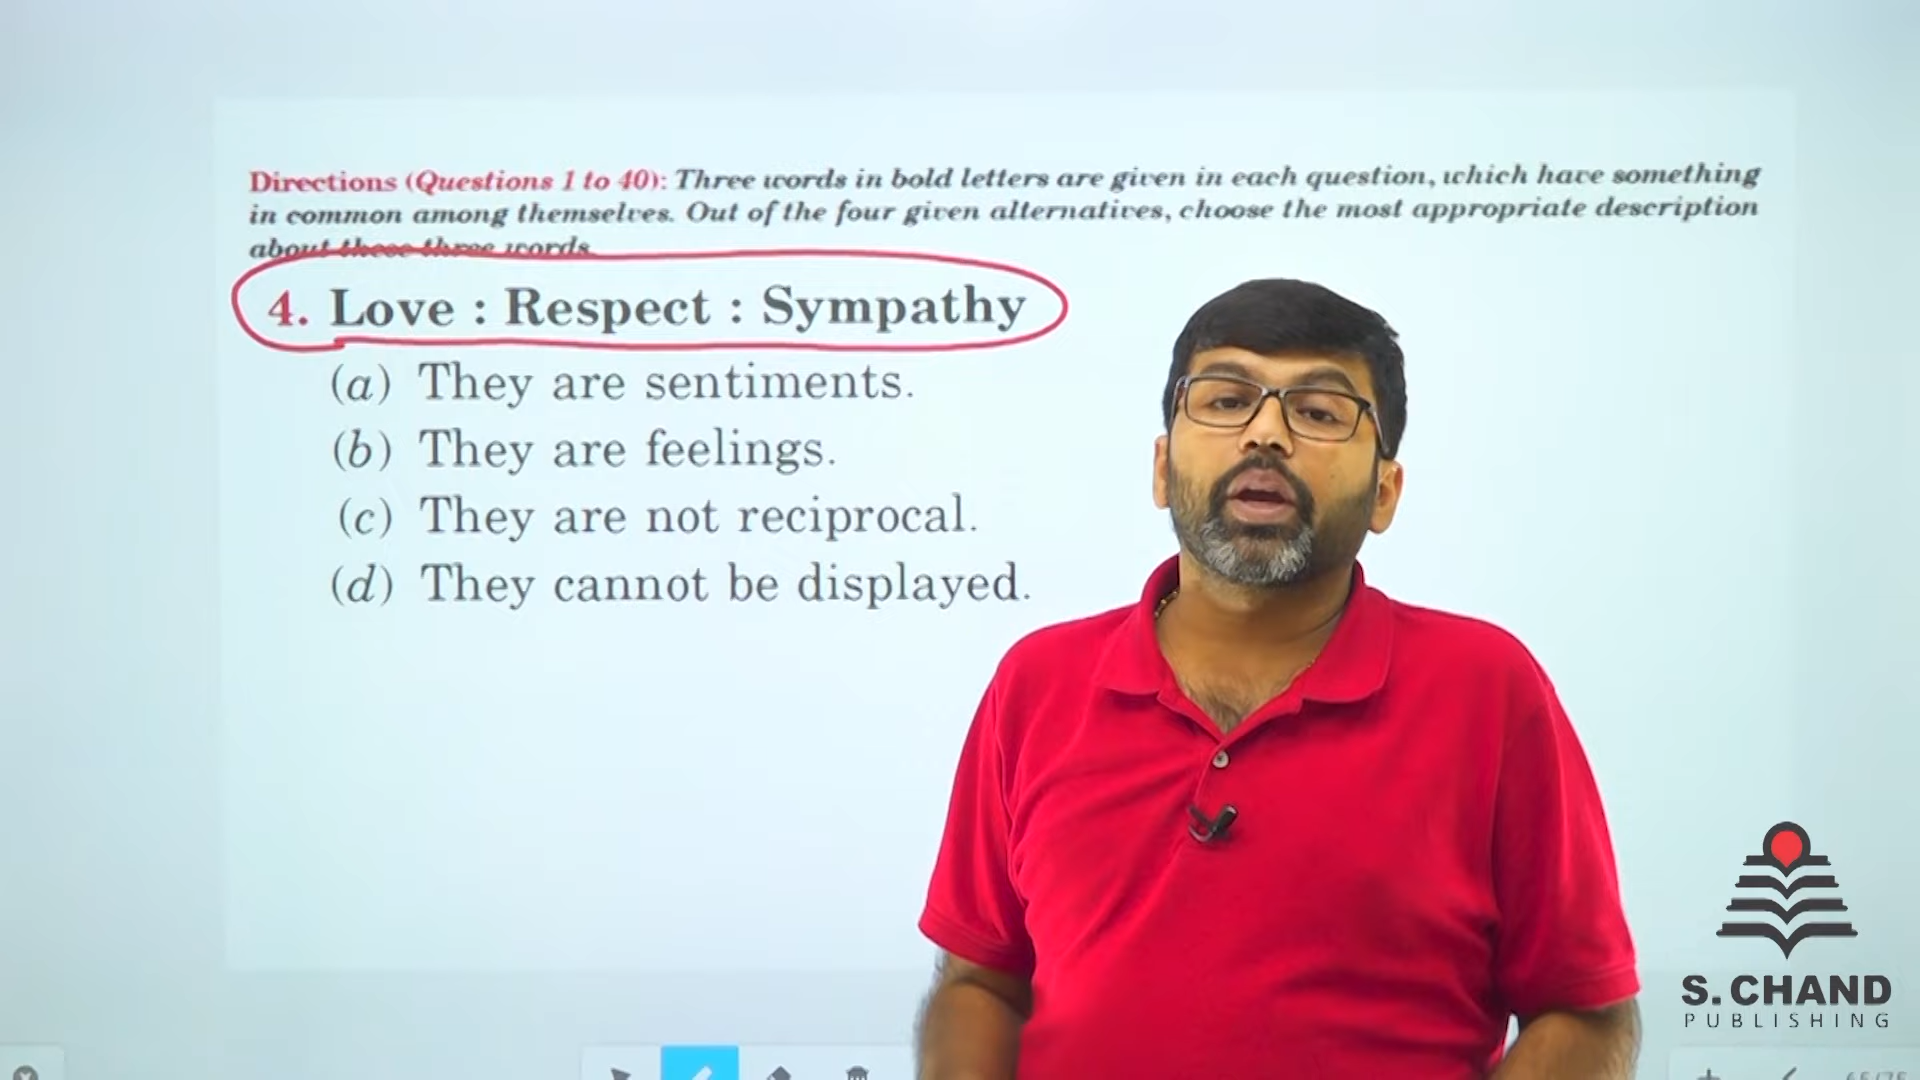 Directions (Questions 1 to 40): Three words in bold letters are given in each question, which have something
in common among themselves. Out of the four given alternatives, choose the most appropriate description
about these three words.
4. Love : Respect : Sympathy
(a) They are sentiments.
(b) They are feelings.
(c) They are not reciprocal.
(d) They cannot be displayed.
S. CHAND
PUBLISHING